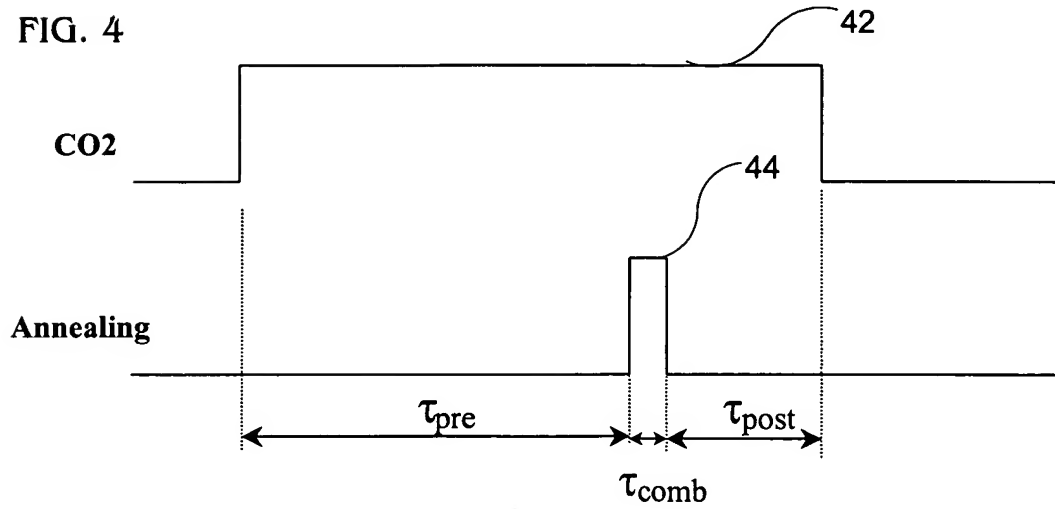 FIG. 4
42
CO2
44
Annealing
τpre
τpost
τcomb